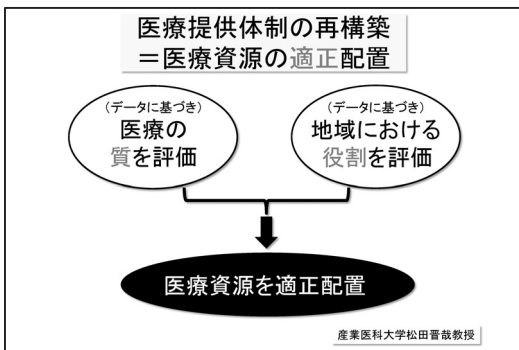 医療提供体制の再構築
＝医療資源の適正配置
(データに基づき)
医療の
質を評価
(データに基づき)
地域における
役割を評価
医療資源を適正配置
産業医科大学松田晋哉教授